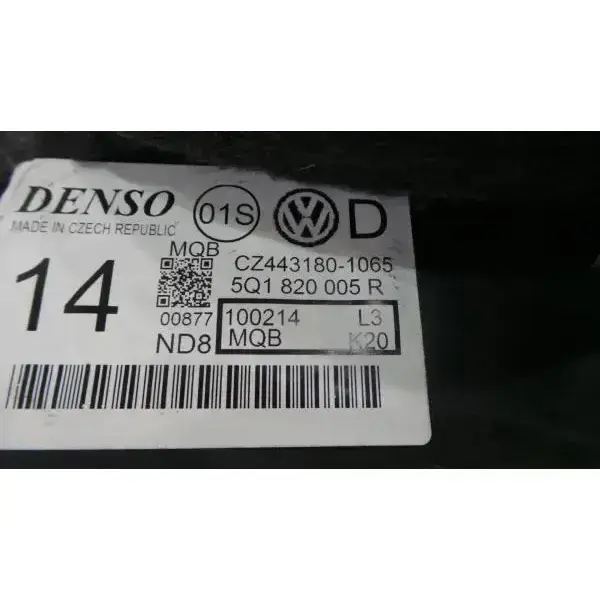 DENSO 01S VW D
MADE IN CZECH REPUBLIC
MQB CZ443180-1065
14 5Q1 820 005 R
00877 100214 L3
ND8 MQB K20